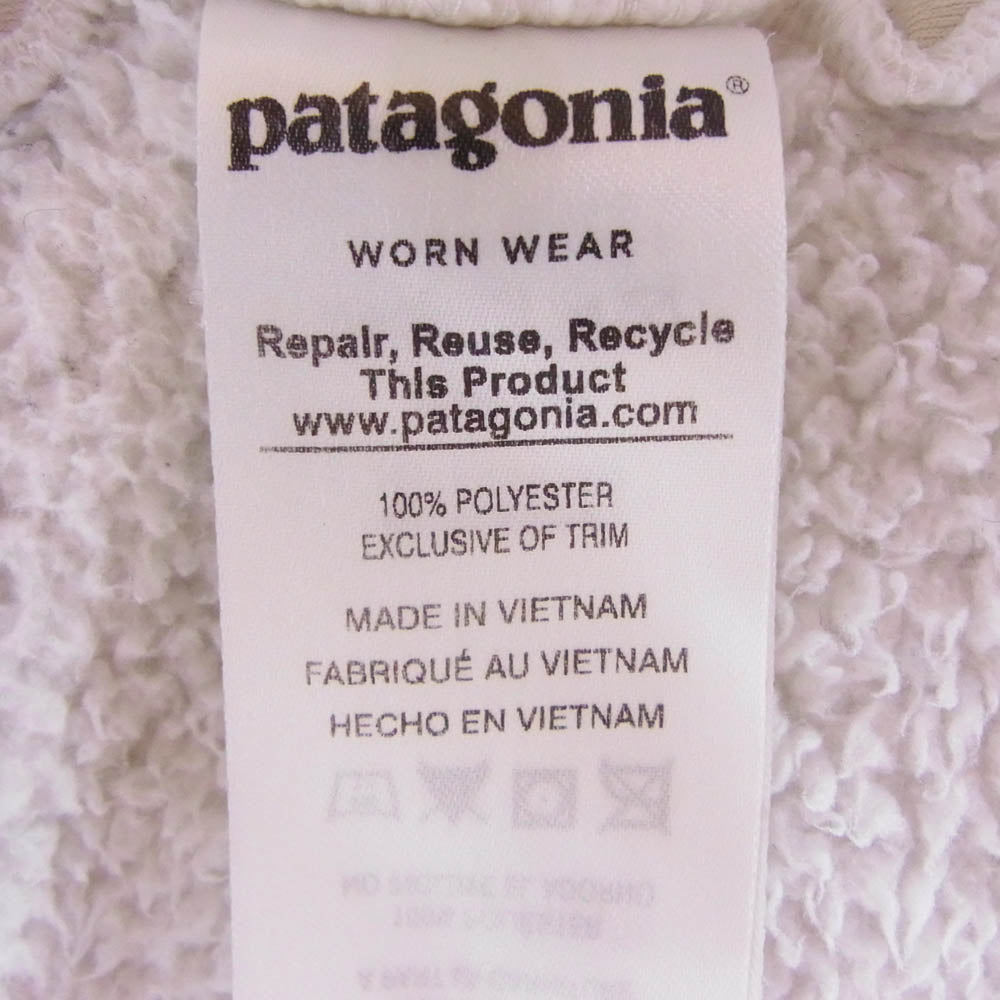 patagonia®
WORN WEAR
Repair, Reuse, Recycle
This Product
www.patagonia.com
100% POLYESTER
EXCLUSIVE OF TRIM
MADE IN VIETNAM
FABRIQUÉ AU VIETNAM
HECHO EN VIETNAM